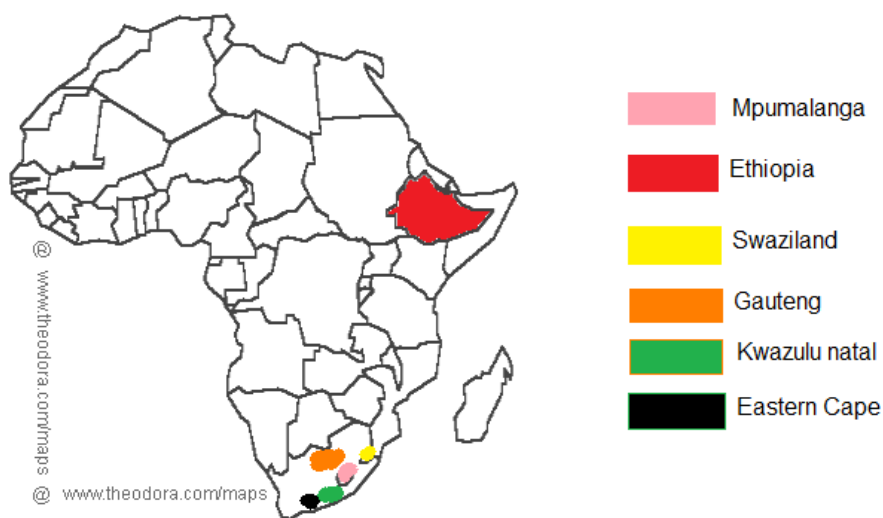 Mpumalanga
Ethiopia
Swaziland
Gauteng
Kwazulu natal
Eastern Cape
@ www.theodora.com/maps
@ www.theodora.com/maps